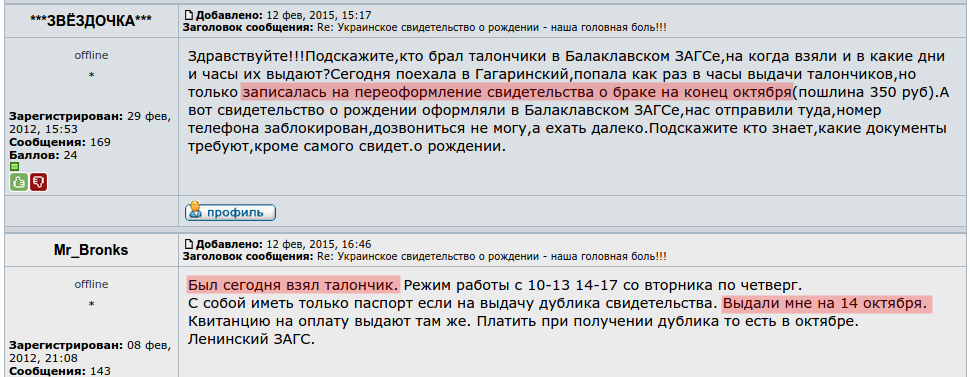 ***ЗВЁЗДОЧКА***
Добавлено: 12 фев, 2015, 15:17
Заголовок сообщения: Re: Украинское свидетельство о рождении - наша головная боль!!!
offline
*
Зарегистрирован: 29 фев,
2012, 15:53
Сообщения: 169
Баллов: 24
Здравствуйте!!!Подскажите,кто брал талончики в Балаклавском ЗАГСе,на когда взяли и в какие дни
и часы их выдают?Сегодня поехала в Гагаринский,попала как раз в часы выдачи талончиков,но
только записалась на переоформление свидетельства о браке на конец октября(пошлина 350 руб).А
вот свидетельство о рождении оформляли в Балаклавском ЗАГСе,нас отправили туда,номер
телефона заблокирован,дозвониться не могу,а ехать далеко.Подскажите кто знает,какие документы
требуют,кроме самого свидет.о рождении.
профиль
Mr_Bronks
Добавлено: 12 фев, 2015, 16:46
Заголовок сообщения: Re: Украинское свидетельство о рождении - наша головная боль!!!
offline
*
Зарегистрирован: 08 фев,
2012, 21:08
Сообщения: 143
Был сегодня взял талончик. Режим работы с 10-13 14-17 со вторника по четверг.
С собой иметь только паспорт если на выдачу дублика свидетельства. Выдали мне на 14 октября.
Квитанцию на оплату выдают там же. Платить при получении дублика то есть в октябре.
Ленинский ЗАГС.